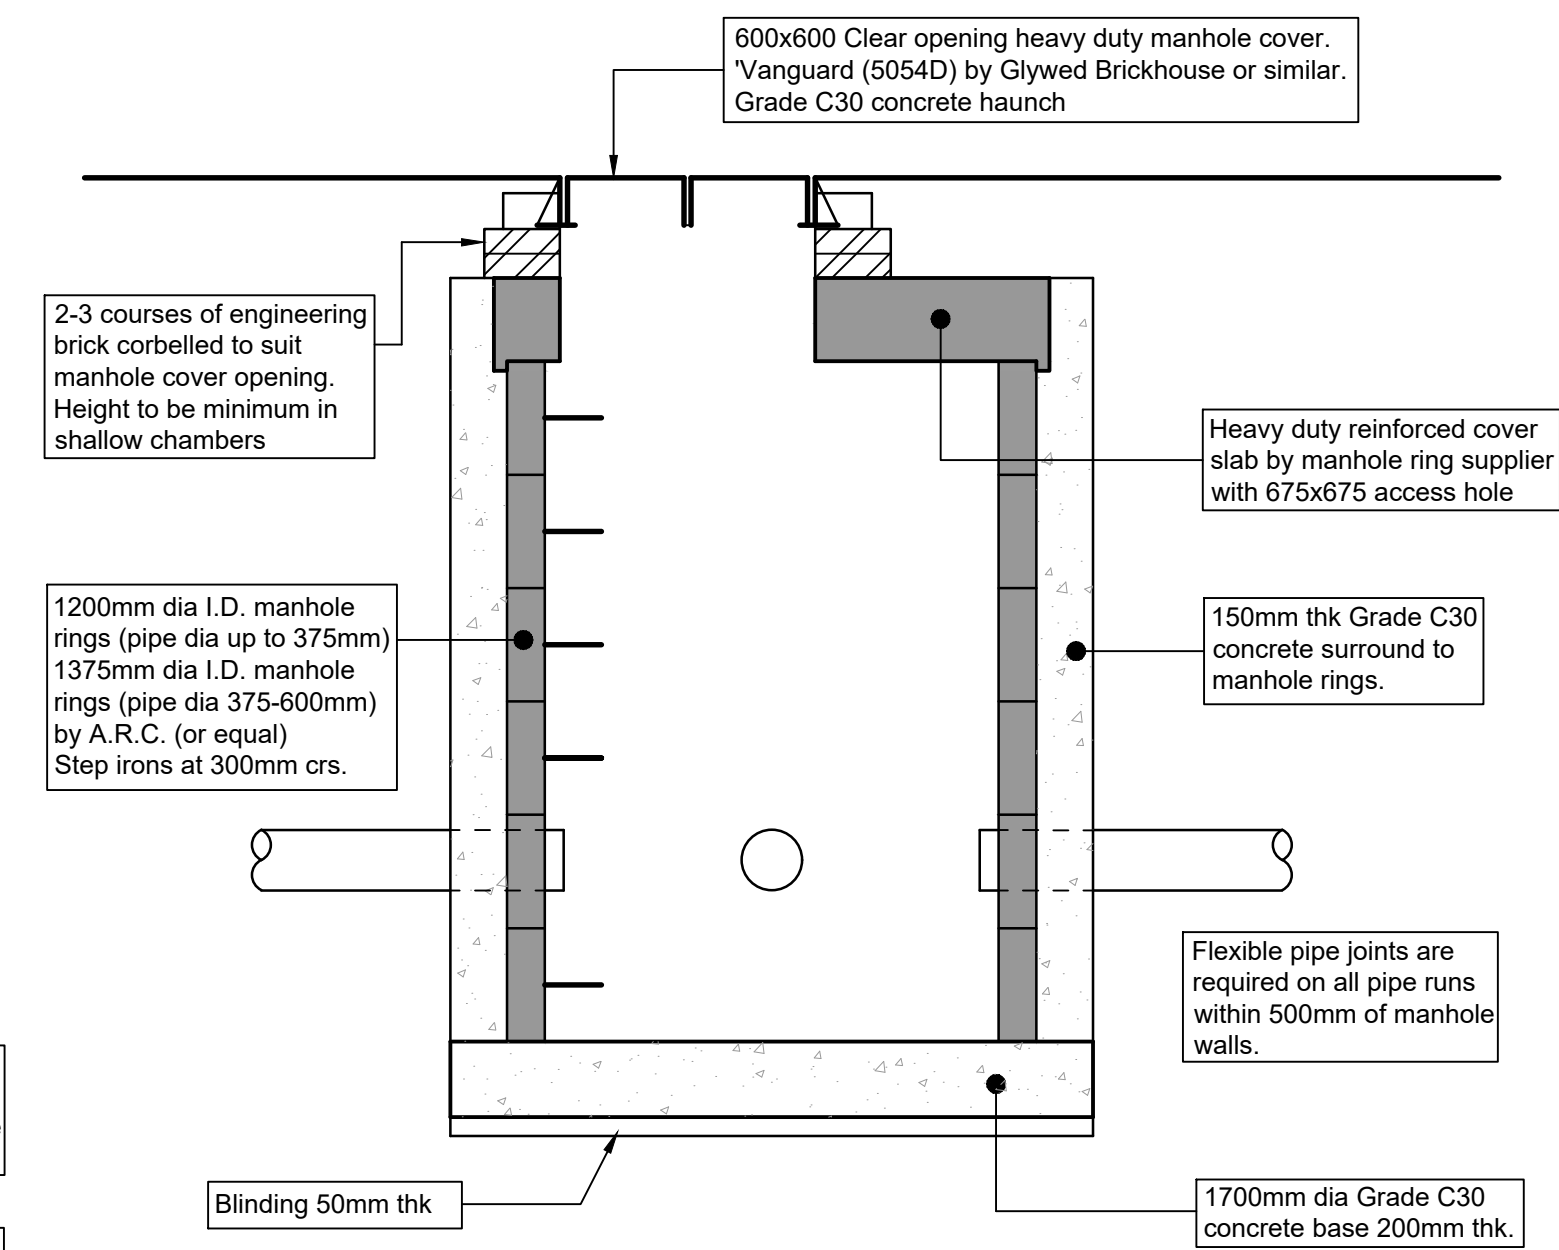 600x600 Clear opening heavy duty manhole cover.
'Vanguard (5054D) by Glywed Brickhouse or similar.
Grade C30 concrete haunch
2-3 courses of engineering
brick corbelled to suit
manhole cover opening.
Height to be minimum in
shallow chambers
Heavy duty reinforced cover
slab by manhole ring supplier
with 675x675 access hole
1200mm dia I.D. manhole
rings (pipe dia up to 375mm)
1375mm dia I.D. manhole
rings (pipe dia 375-600mm)
by A.R.C. (or equal)
Step irons at 300mm crs.
150mm thk Grade C30
concrete surround to
manhole rings.
Flexible pipe joints are
required on all pipe runs
within 500mm of manhole
walls.
Blinding 50mm thk
1700mm dia Grade C30
concrete base 200mm thk.